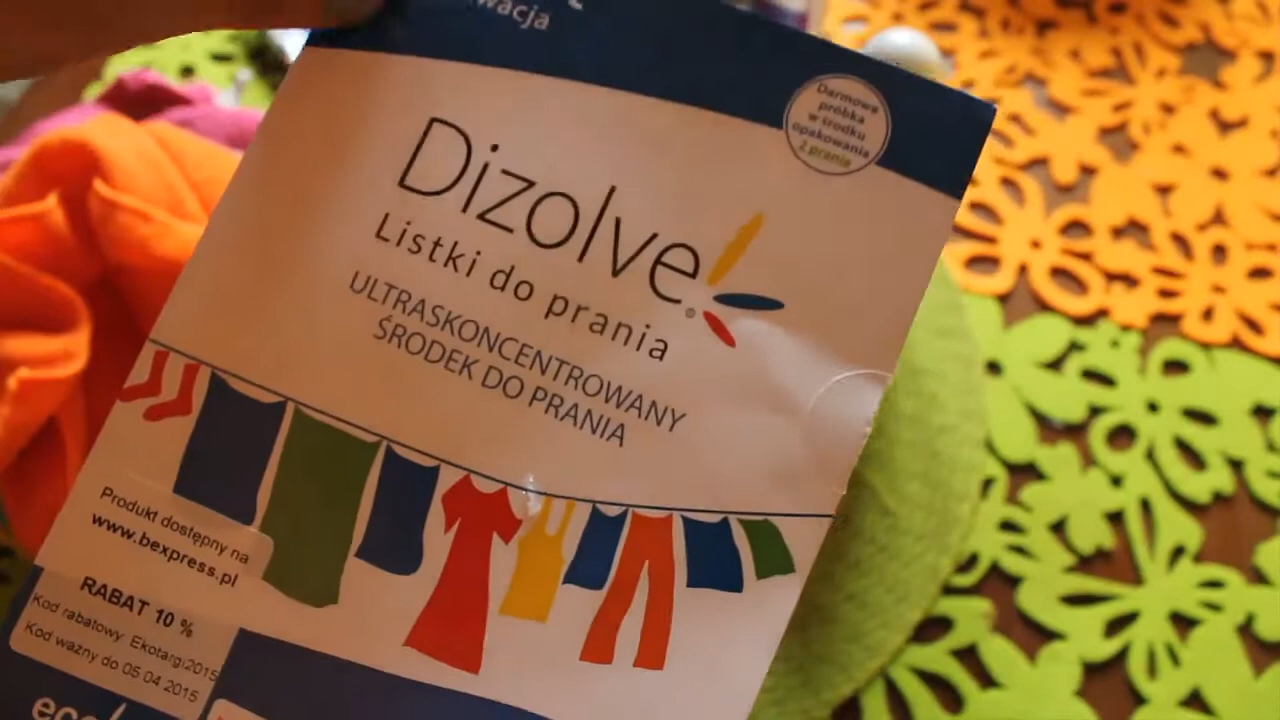 wacja
Darmowa
próbka
w środku
opakowania
2 prania
Dizolve®
Listki do prania
ULTRASKONCENTROWANY
ŚRODEK DO PRANIA
Produkt dostępny na
www.bexpress.pl
RABAT 10 %
Kod rabatowy: Ekotargi2015
Kod ważny do 05.04.2015
eco